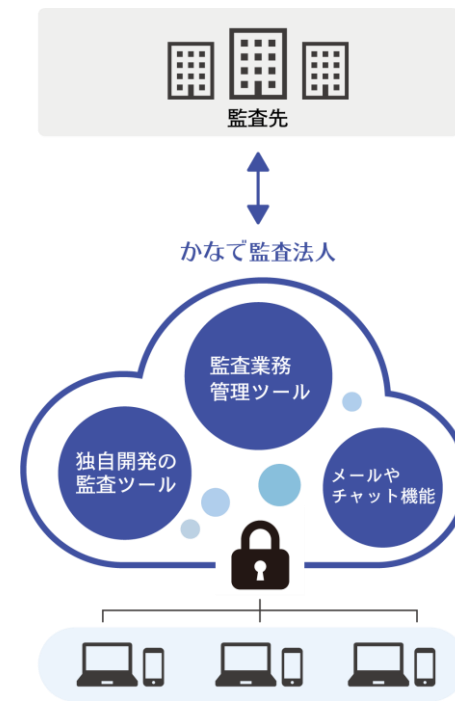 監査先
かなで監査法人
監査業務
管理ツール
独自開発の
監査ツール
メールや
チャット機能